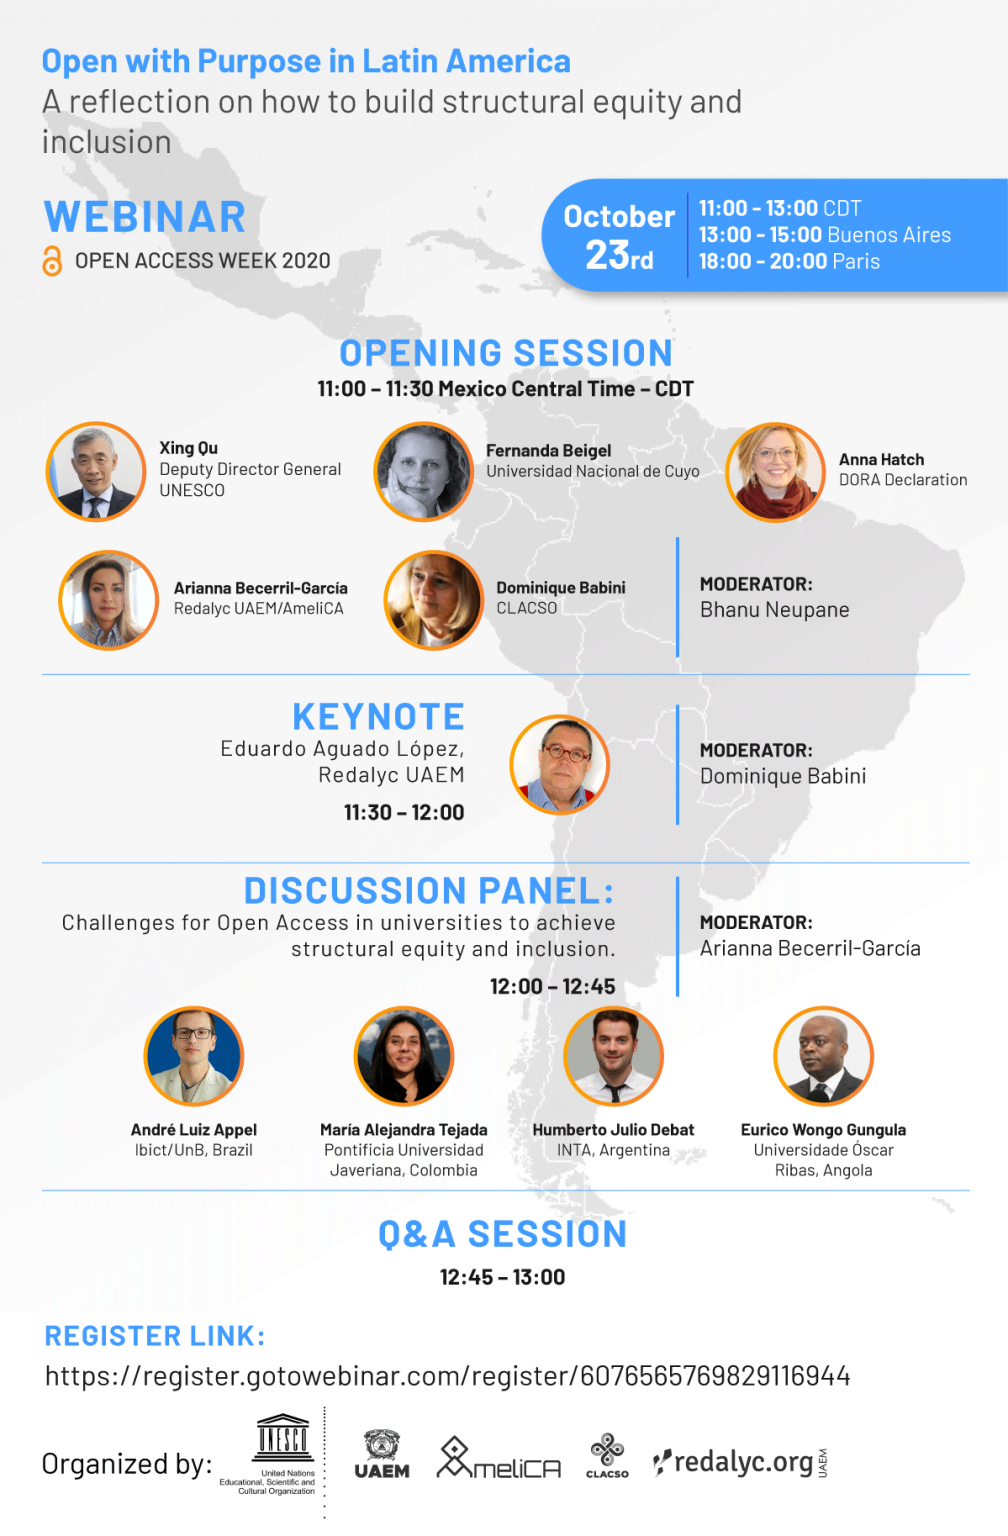 Open with Purpose in Latin America
A reflection on how to build structural equity and
inclusion
WEBINAR
OPEN ACCESS WEEK 2020
October
23rd
11:00 - 13:00 CDT
13:00 - 15:00 Buenos Aires
18:00 - 20:00 Paris
OPENING SESSION
11:00 – 11:30 Mexico Central Time – CDT
Xing Qu
Deputy Director General
UNESCO
Fernanda Beigel
Universidad Nacional de Cuyo
Anna Hatch
DORA Declaration
Arianna Becerril-García
Redalyc UAEM/AmeliCA
Dominique Babini
CLACSO
MODERATOR:
Bhanu Neupane
KEYNOTE
Eduardo Aguado López,
Redalyc UAEM
11:30 – 12:00
MODERATOR:
Dominique Babini
DISCUSSION PANEL:
Challenges for Open Access in universities to achieve
structural equity and inclusion.
12:00 – 12:45
MODERATOR:
Arianna Becerril-García
André Luiz Appel
Ibict/UnB, Brazil
María Alejandra Tejada
Pontificia Universidad
Javeriana, Colombia
Humberto Julio Debat
INTA, Argentina
Eurico Wongo Gungula
Universidade Óscar
Ribas, Angola
Q&A SESSION
12:45 – 13:00
REGISTER LINK:
https://register.gotowebinar.com/register/6076565769829116944
Organized by:
UNESCO
United Nations
Educational, Scientific and
Cultural Organization
UAEM
AmeliCA
CLACSO
redalyc.org
UAEM